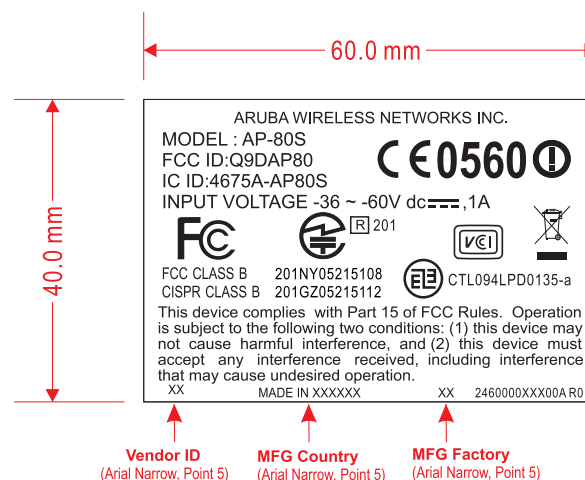 60.0 mm
40.0 mm
ARUBA WIRELESS NETWORKS INC.
MODEL : AP-80S
FCC ID:Q9DAP80
IC ID:4675A-AP80S
CE0560
INPUT VOLTAGE -36 ~ -60V dc ,1A
FC
R 201
VCI
FCC CLASS B 201NY05215108
CISPR CLASS B 201GZ05215112
CTL094LPD0135-a
This device complies with Part 15 of FCC Rules. Operation
is subject to the following two conditions: (1) this device may
not cause harmful interference, and (2) this device must
accept any interference received, including interference
that may cause undesired operation.
XX MADE IN XXXXXX XX 2460000XXX00A R0
Vendor ID MFG Country MFG Factory
(Arial Narrow, Point 5) (Arial Narrow, Point 5) (Arial Narrow, Point 5)